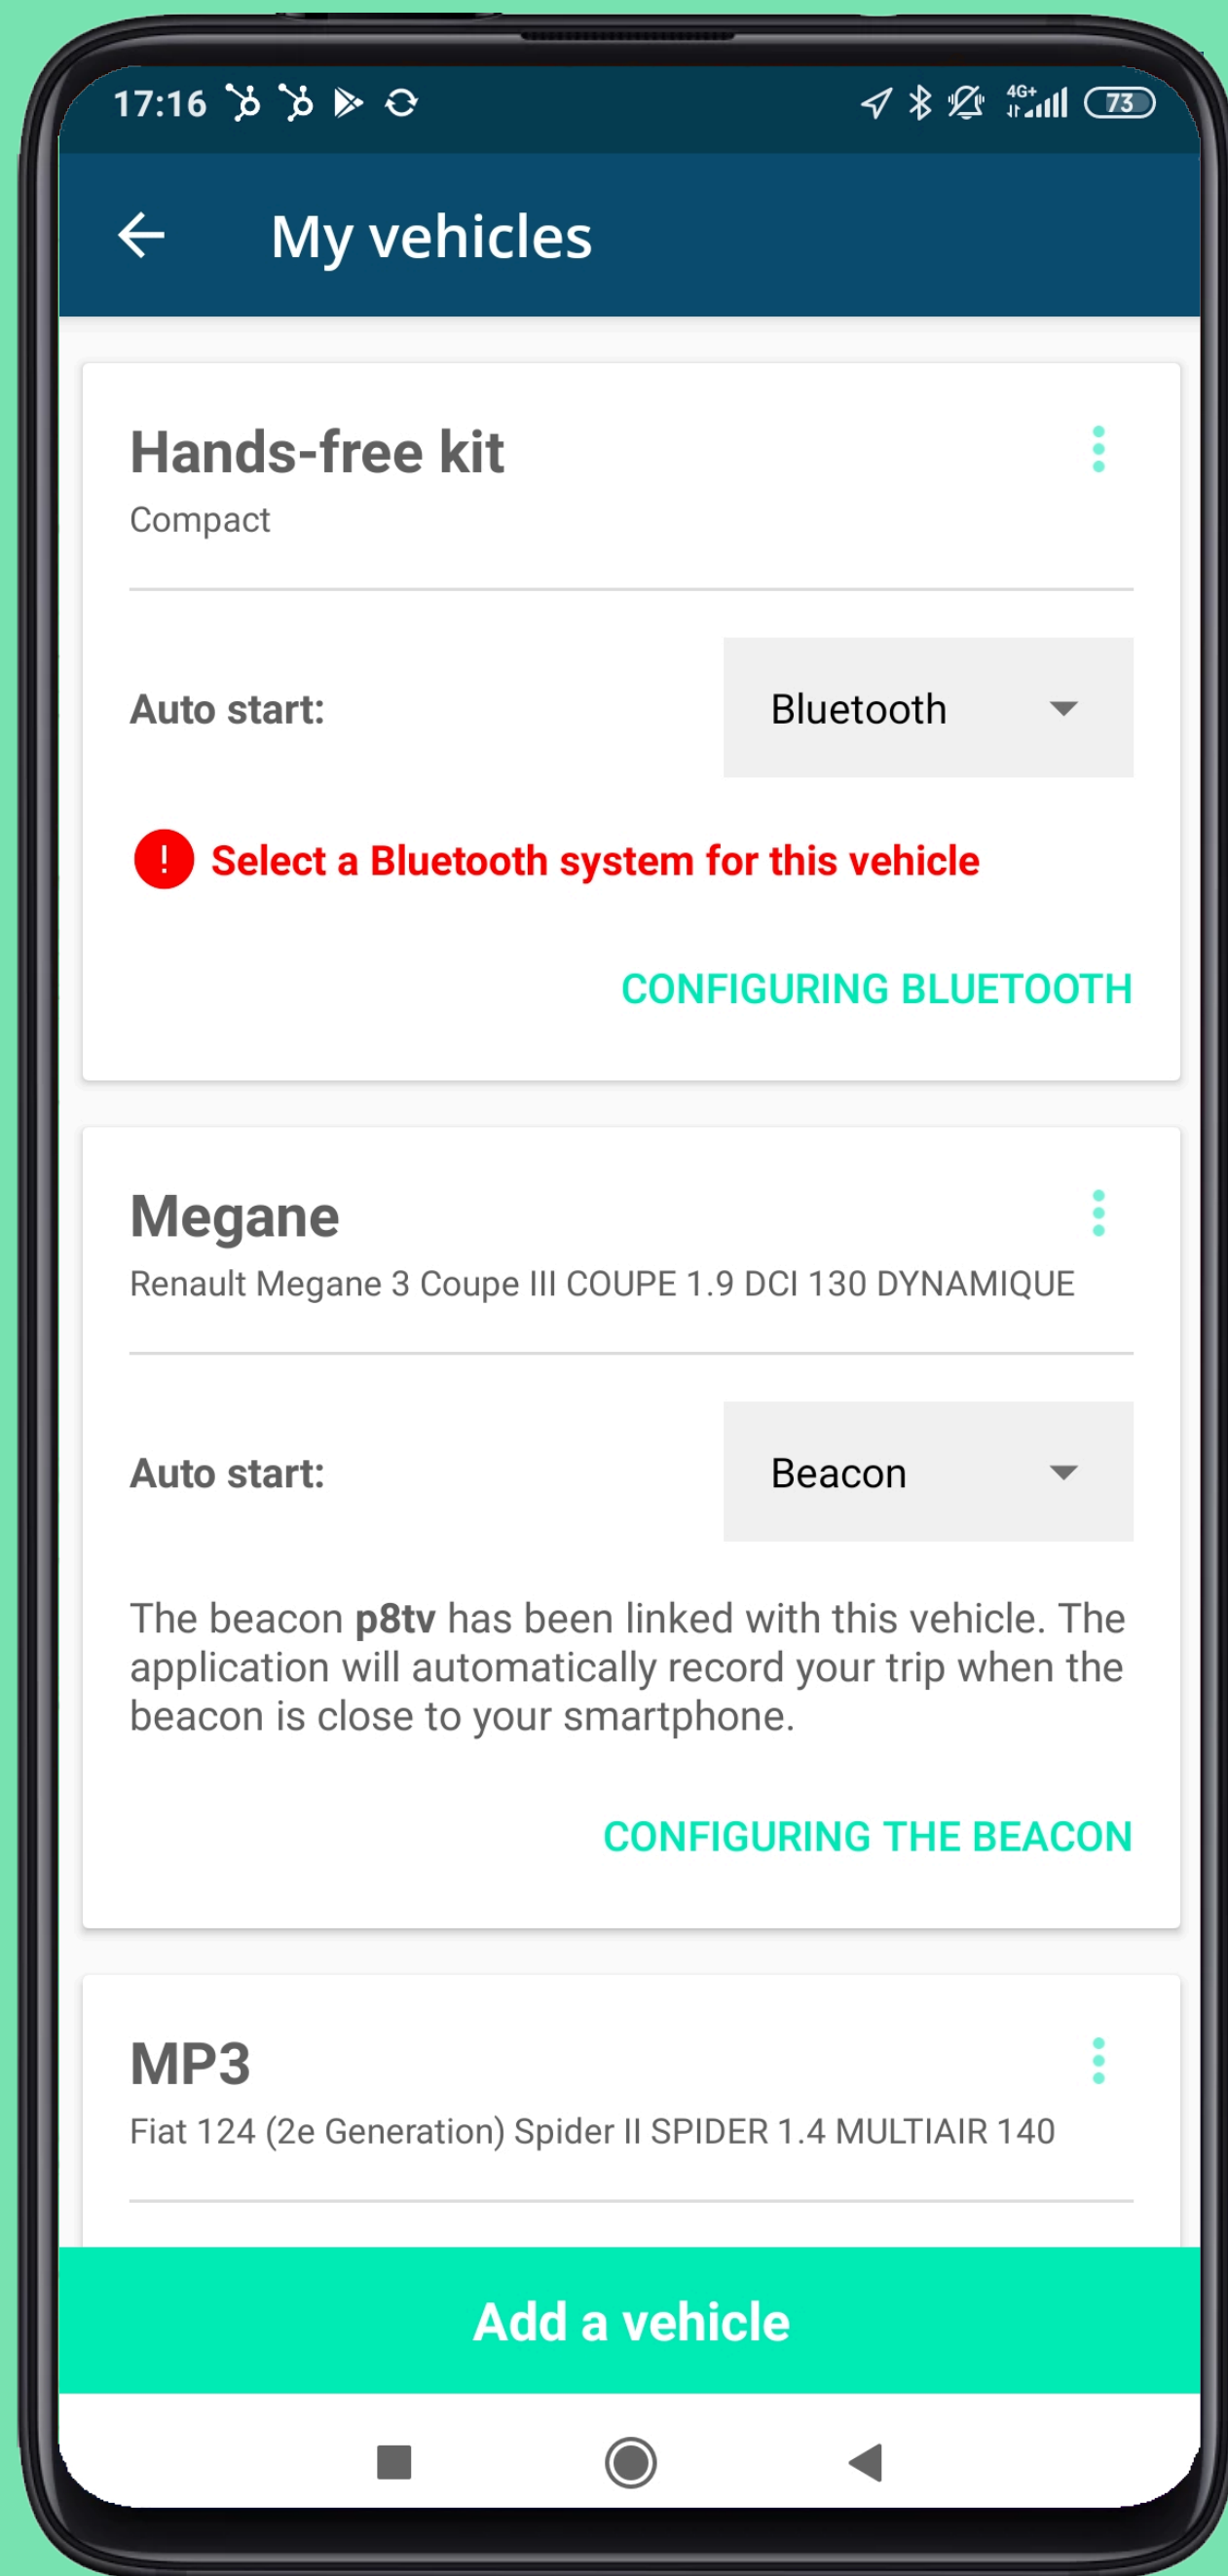 17:16
4G+
73
My vehicles
Hands-free kit
Compact
Auto start:
Bluetooth
! Select a Bluetooth system for this vehicle
CONFIGURING BLUETOOTH
Megane
Renault Megane 3 Coupe III COUPE 1.9 DCI 130 DYNAMIQUE
Auto start:
Beacon
The beacon p8tv has been linked with this vehicle. The
application will automatically record your trip when the
beacon is close to your smartphone.
CONFIGURING THE BEACON
MP3
Fiat 124 (2e Generation) Spider II SPIDER 1.4 MULTIAIR 140
Add a vehicle